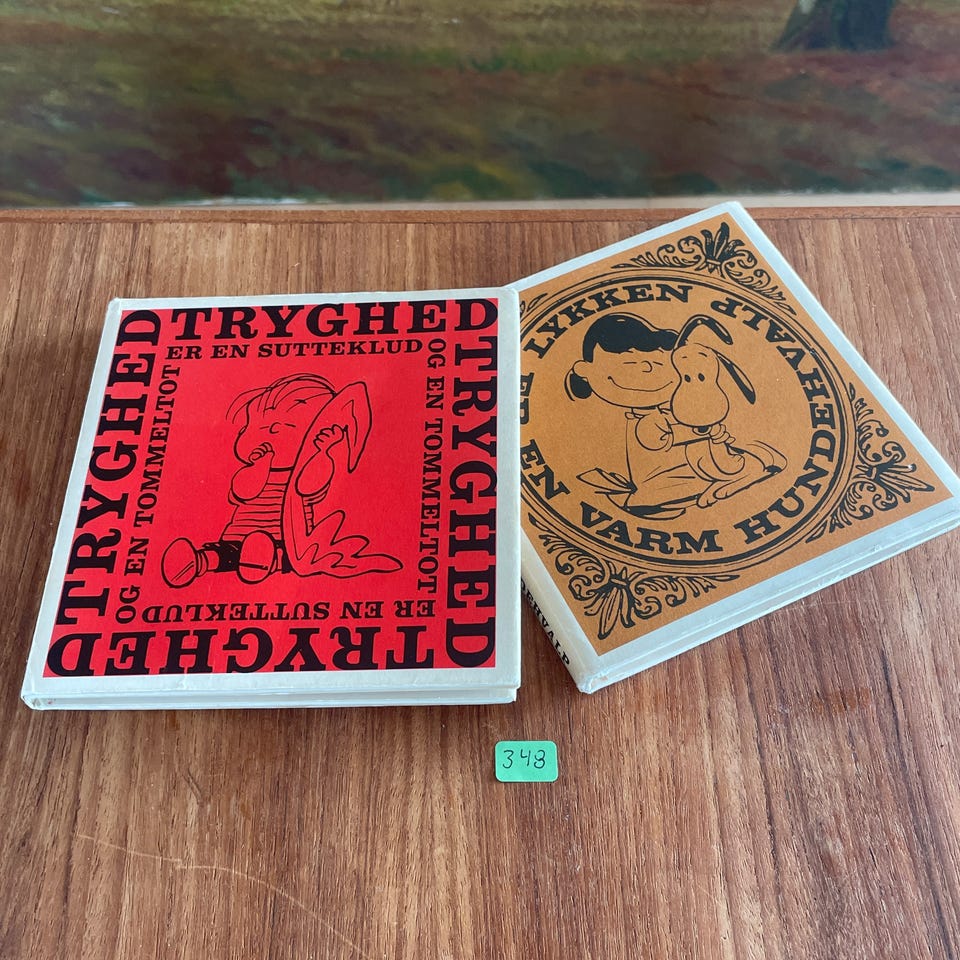 TRYGHED
TRYGHED
TRYGHED
TRYGHED
ER EN SUTTEKLUD
OG EN TOMMELTOT
ER EN SUTTEKLUD
OG EN TOMMELTOT
LYKKEN ER EN VARM HUNDEHVALP
EHVALP
348